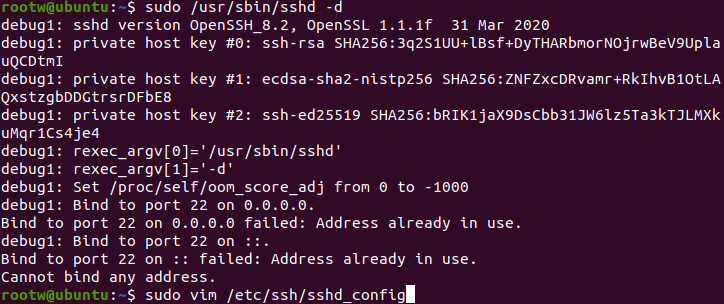 rootw@ubuntu:~$ sudo /usr/sbin/sshd -d
debug1: sshd version OpenSSH_8.2, OpenSSL 1.1.1f  31 Mar 2020
debug1: private host key #0: ssh-rsa SHA256:3q2S1UU+lBsf+DyTHARbmorNOjrwBeV9Upla
uQCDtmI
debug1: private host key #1: ecdsa-sha2-nistp256 SHA256:ZNFZxcDRvamr+RkIhvB1OtLA
QxstzgbDDGtrsrDFbE8
debug1: private host key #2: ssh-ed25519 SHA256:bRIK1jaX9DsCbb31JW6lz5Ta3kTJLMXk
uMqr1Cs4je4
debug1: rexec_argv[0]='/usr/sbin/sshd'
debug1: rexec_argv[1]='-d'
debug1: Set /proc/self/oom_score_adj from 0 to -1000
debug1: Bind to port 22 on 0.0.0.0.
Bind to port 22 on 0.0.0.0 failed: Address already in use.
debug1: Bind to port 22 on ::.
Bind to port 22 on :: failed: Address already in use.
Cannot bind any address.
rootw@ubuntu:~$ sudo vim /etc/ssh/sshd_config